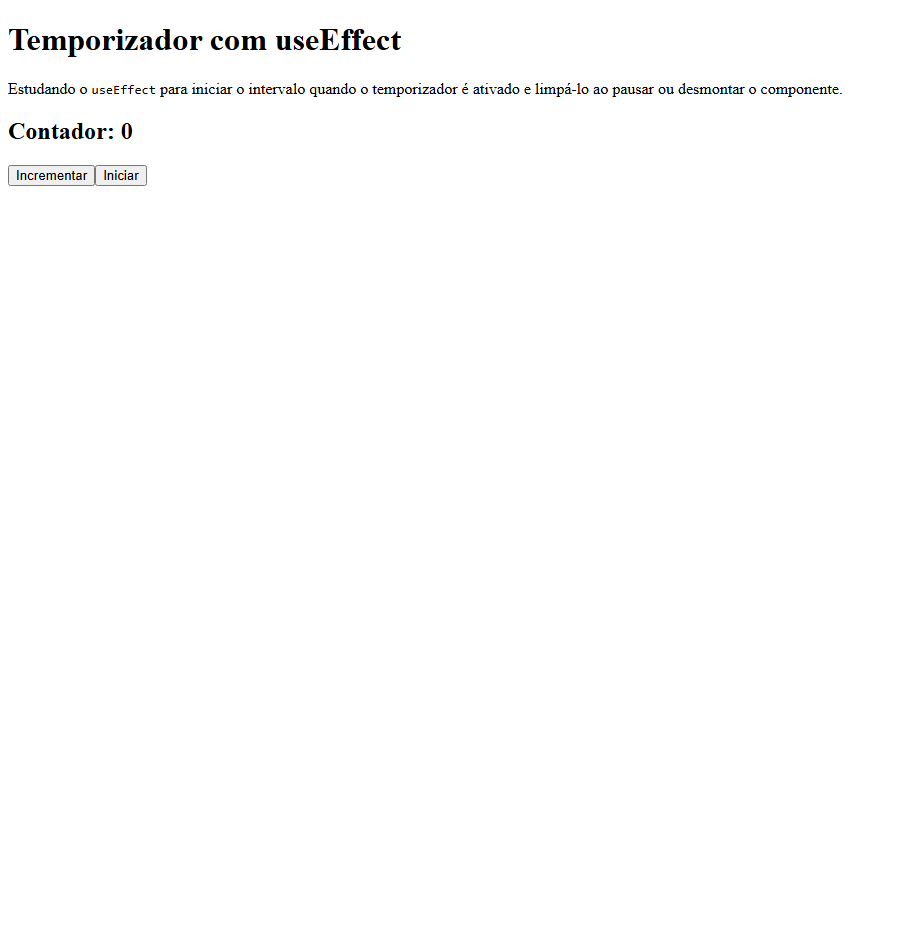 Temporizador com useEffect
Estudando o useEffect para iniciar o intervalo quando o temporizador é ativado e limpá-lo ao pausar ou desmontar o componente.
Contador: 0
Incrementar Iniciar